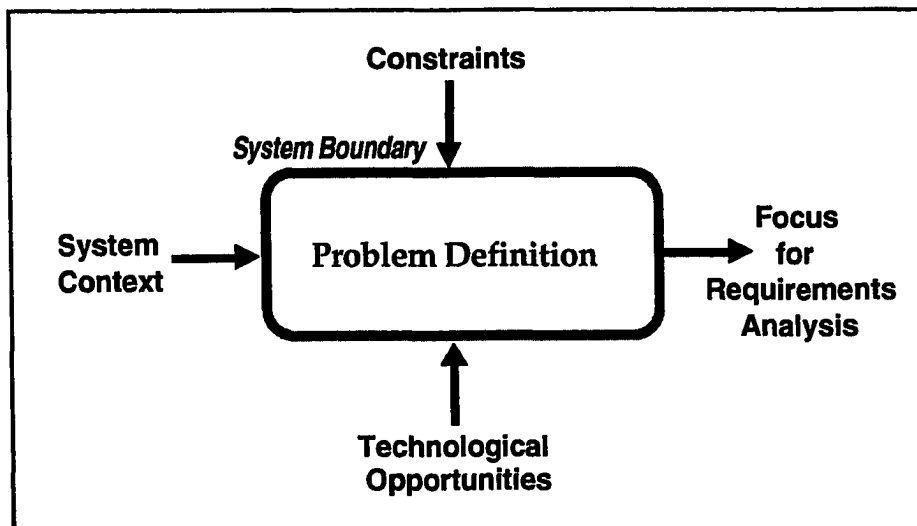 Constraints
System Boundary
System
Context
Problem Definition
Focus
for
Requirements
Analysis
Technological
Opportunities